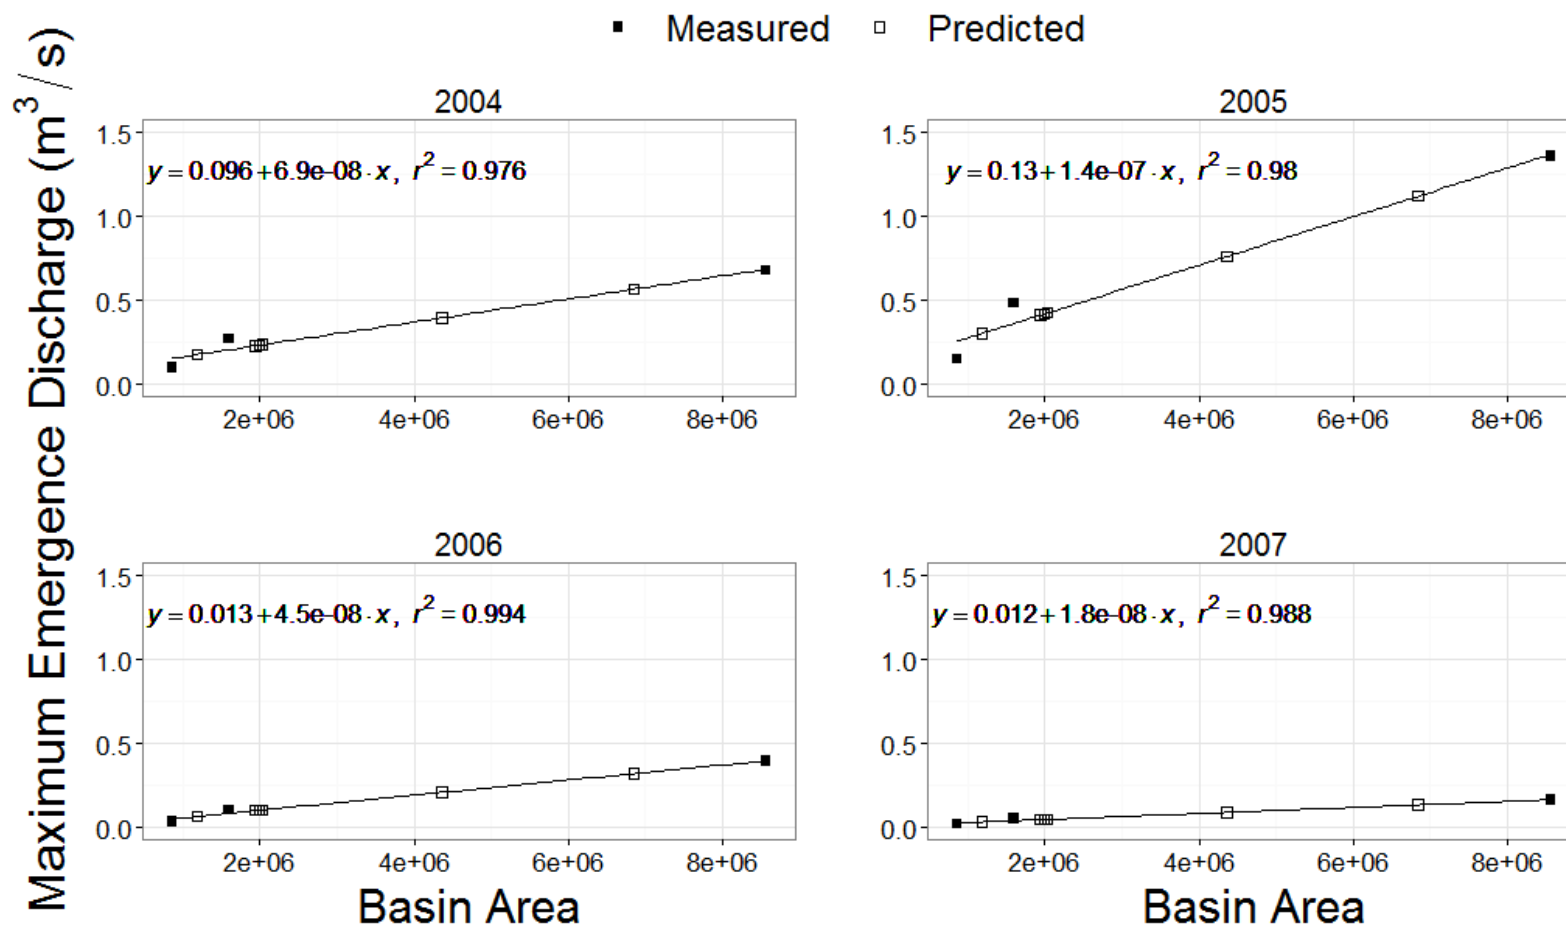 Measured Predicted
Maximum Emergence Discharge (m³/s)
2004
1.5
1.0
0.5
0.0
y = 0.096 + 6.9e-08 · x, r² = 0.976
2e+06 4e+06 6e+06 8e+06
2005
1.5
1.0
0.5
0.0
y = 0.13 + 1.4e-07 · x, r² = 0.98
2e+06 4e+06 6e+06 8e+06
2006
1.5
1.0
0.5
0.0
y = 0.013 + 4.5e-08 · x, r² = 0.994
2e+06 4e+06 6e+06 8e+06
Basin Area
2007
1.5
1.0
0.5
0.0
y = 0.012 + 1.8e-08 · x, r² = 0.988
2e+06 4e+06 6e+06 8e+06
Basin Area